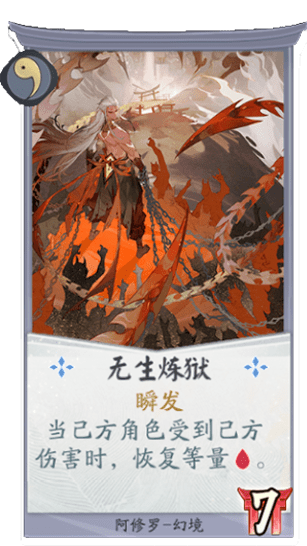 无生炼狱
瞬发
当己方角色受到己方
伤害时，恢复等量。
阿修罗-幻境
7